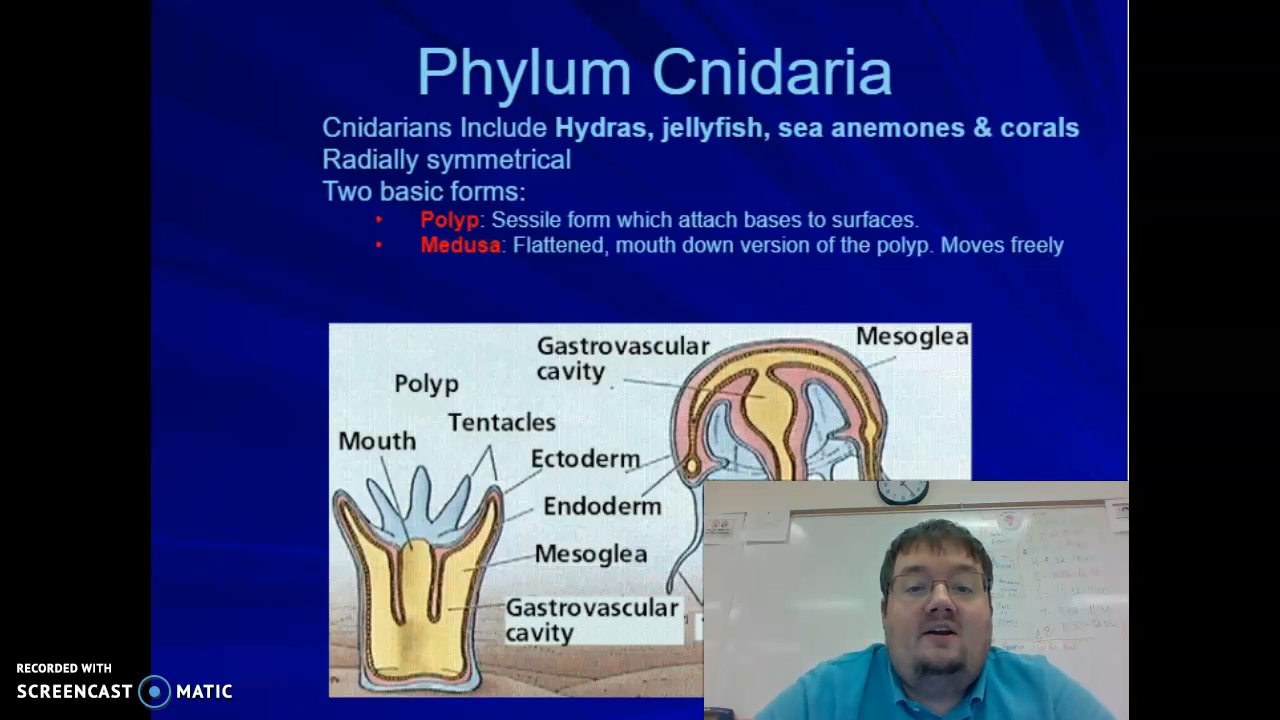 Phylum Cnidaria
Cnidarians Include Hydras, jellyfish, sea anemones & corals
Radially symmetrical
Two basic forms:
• Polyp: Sessile form which attach bases to surfaces.
• Medusa: Flattened, mouth down version of the polyp. Moves freely
Mesoglea
Gastrovascular
cavity
Polyp
Tentacles
Mouth
Ectoderm
Endoderm
Mesoglea
Gastrovascular
cavity
RECORDED WITH
SCREENCAST MATIC